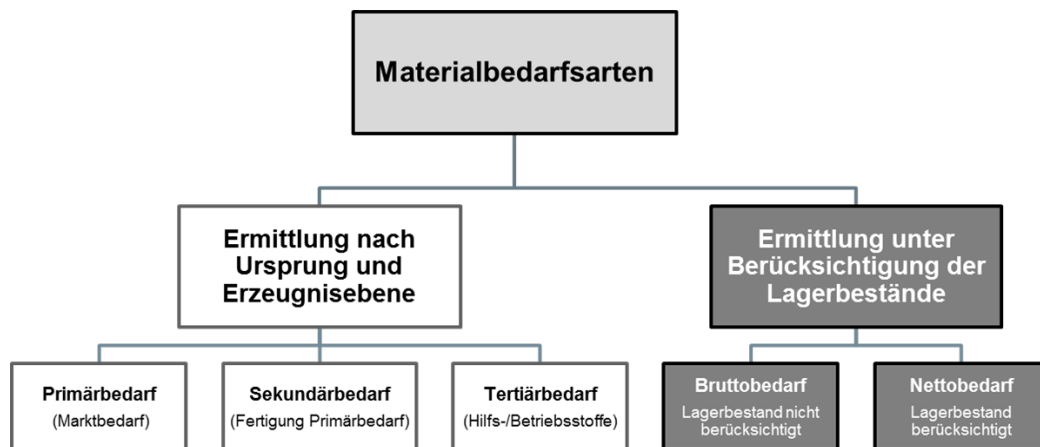 Materialbedarfsarten
Ermittlung nach
Ursprung und
Erzeugnisebene
Ermittlung unter
Berücksichtigung der
Lagerbestände
Primärbedarf
(Marktbedarf)
Sekundärbedarf
(Fertigung Primärbedarf)
Tertiärbedarf
(Hilfs-/Betriebsstoffe)
Bruttobedarf
Lagerbestand nicht
berücksichtigt
Nettobedarf
Lagerbestand
berücksichtigt